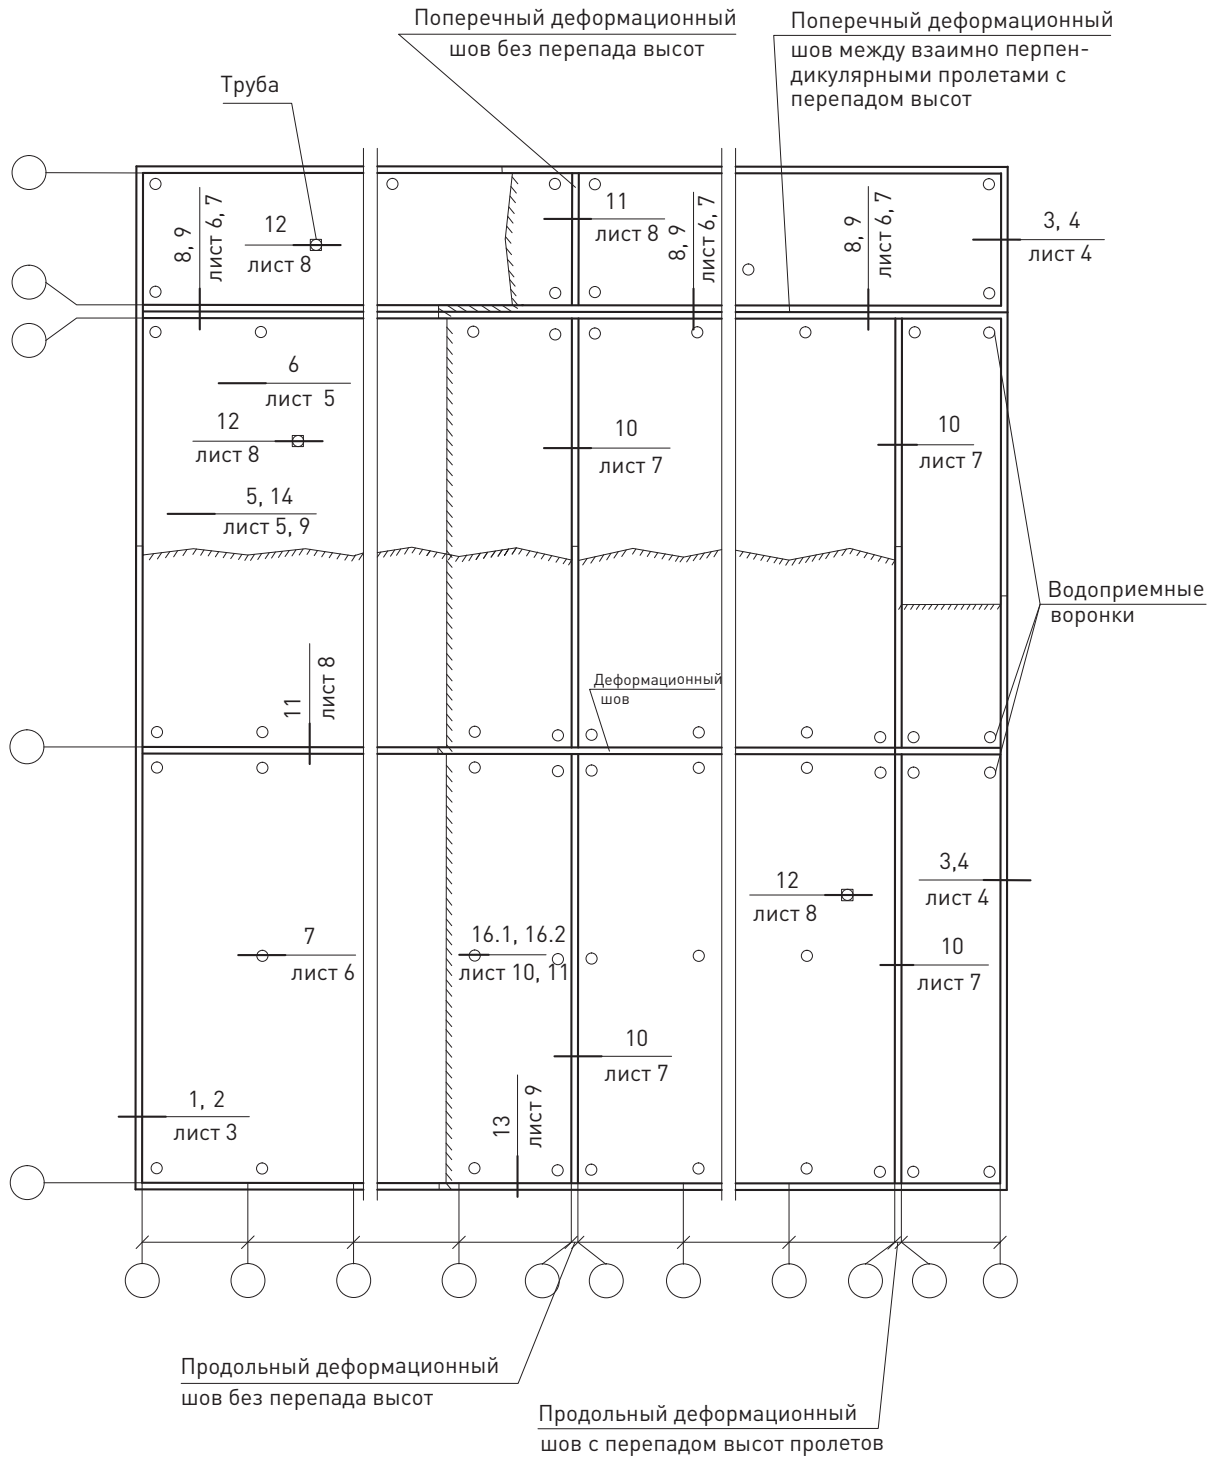 Поперечный деформационный
шов без перепада высот
Поперечный деформационный
шов между взаимно перпен-
дикулярными пролетами с
перепадом высот
Труба
8, 9
лист 6, 7
12
лист 8
11
лист 8
8, 9
лист 6, 7
8, 9
лист 6, 7
3, 4
лист 4
6
лист 5
12
лист 8
5, 14
лист 5, 9
10
лист 7
10
лист 7
Водоприемные
воронки
11
лист 8
Деформационный
шов
12
лист 8
3,4
лист 4
7
лист 6
16.1, 16.2
лист 10, 11
10
лист 7
10
лист 7
1, 2
лист 3
13
лист 9
Продольный деформационный
шов без перепада высот
Продольный деформационный
шов с перепадом высот пролетов